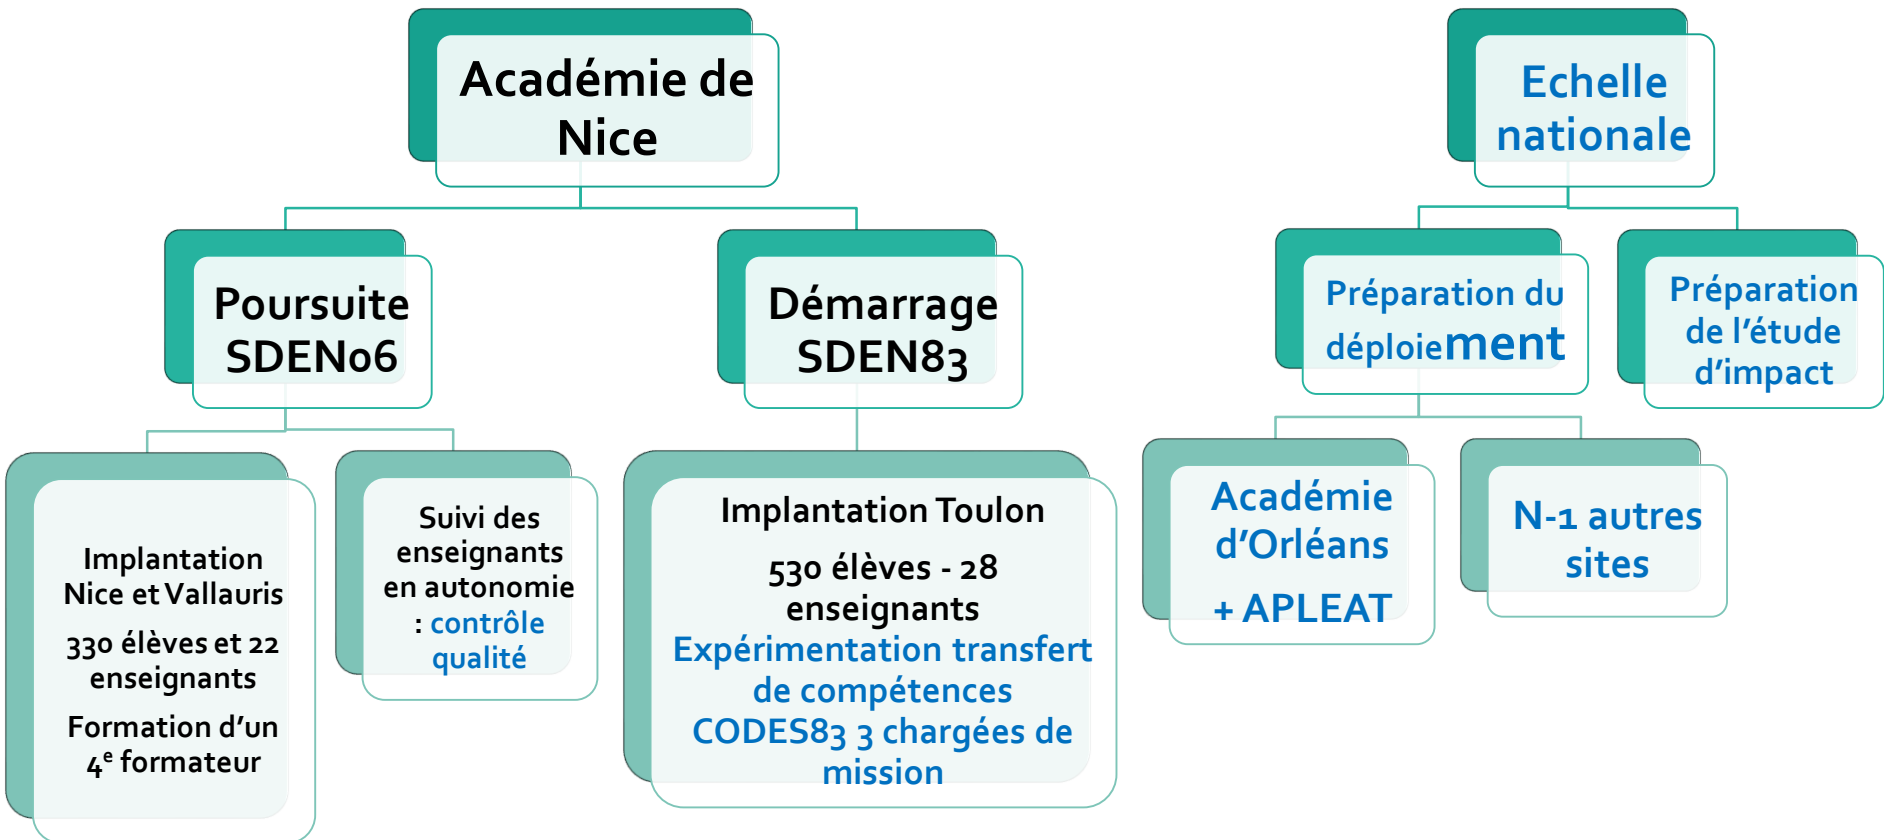 Académie de
Nice
Echelle
nationale
Poursuite
SDEN06
Démarrage
SDEN83
Préparation du
déploiement
Préparation
de l’étude
d’impact
Implantation
Nice et Vallauris
330 élèves et 22
enseignants
Formation d’un
4e formateur
Suivi des
enseignants
en autonomie
: contrôle
qualité
Implantation Toulon
530 élèves - 28
enseignants
Expérimentation transfert
de compétences
CODES83 3 chargées de
mission
Académie
d’Orléans
+ APLEAT
N-1 autres
sites